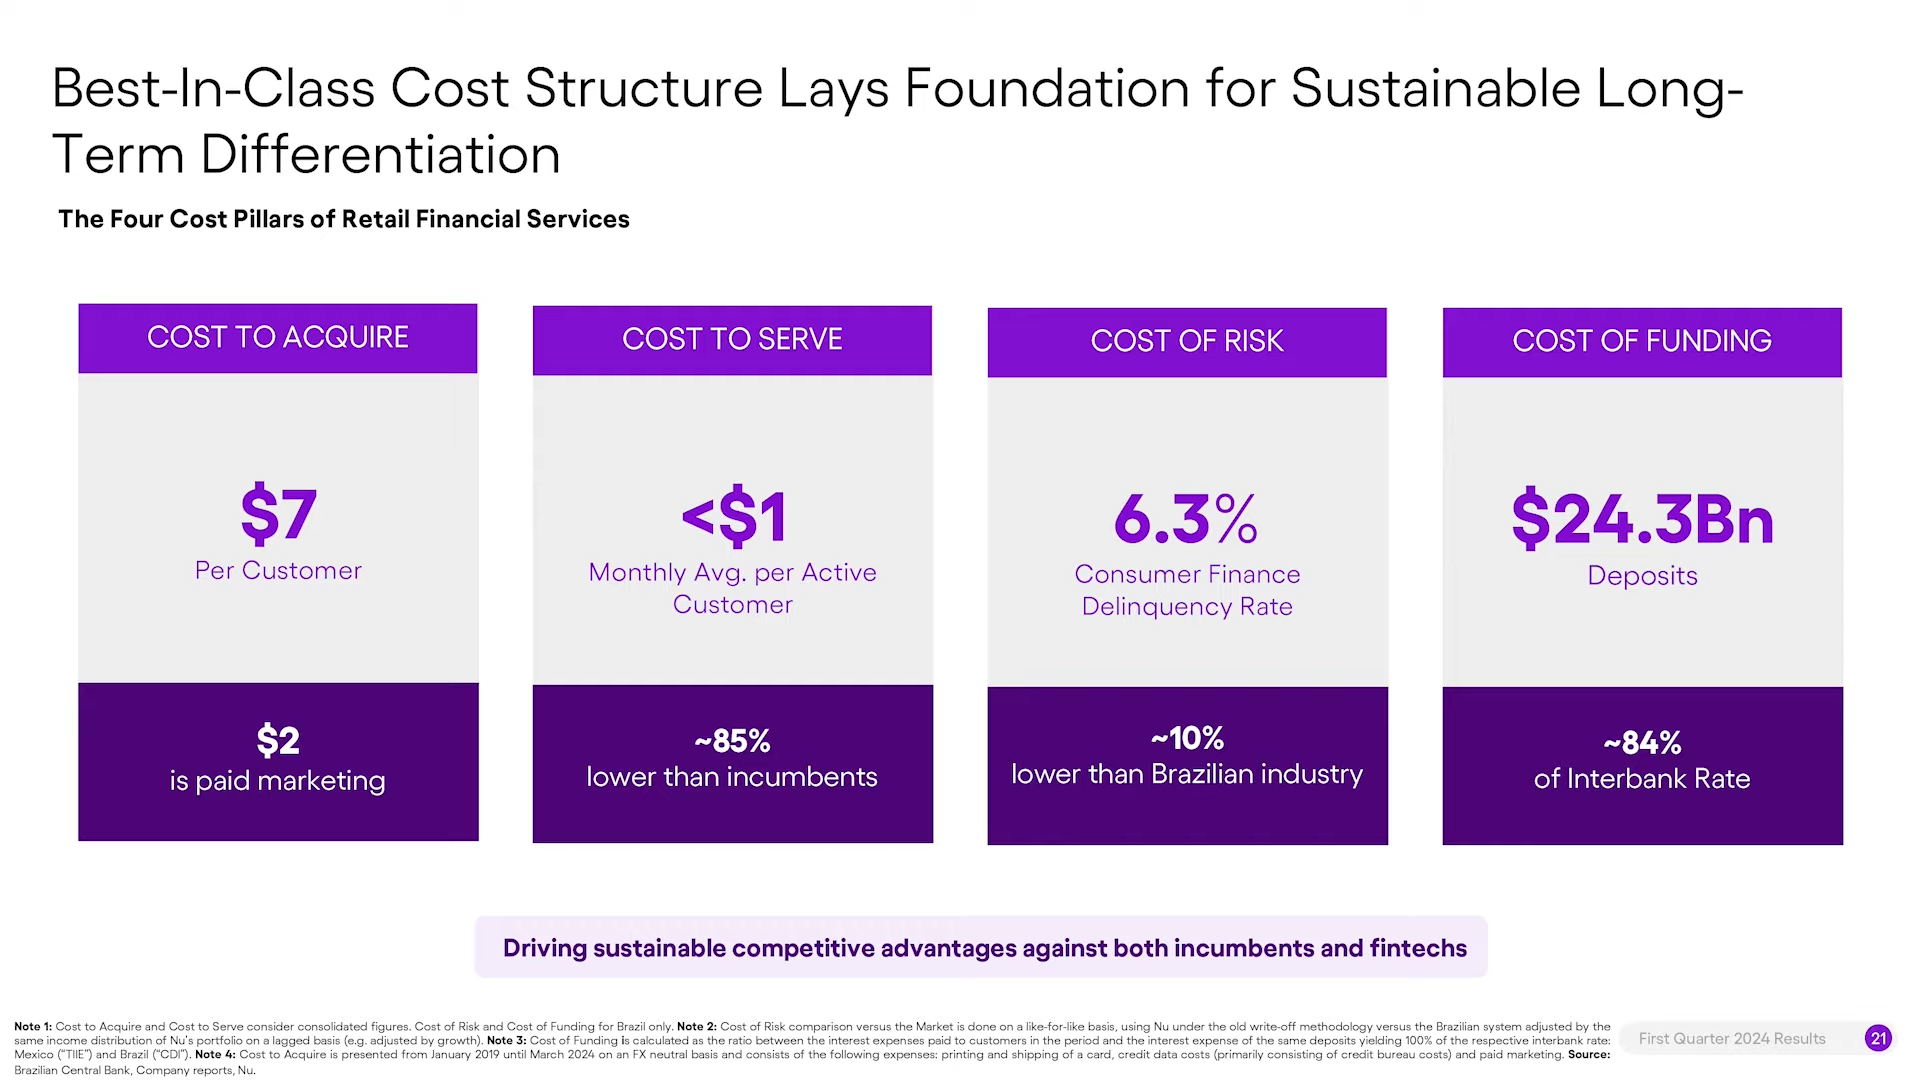 Best-In-Class Cost Structure Lays Foundation for Sustainable Long-
Term Differentiation
The Four Cost Pillars of Retail Financial Services
COST TO ACQUIRE
$7
Per Customer
$2
is paid marketing
COST TO SERVE
<$1
Monthly Avg. per Active
Customer
~85%
lower than incumbents
COST OF RISK
6.3%
Consumer Finance
Delinquency Rate
~10%
lower than Brazilian industry
COST OF FUNDING
$24.3Bn
Deposits
~84%
of Interbank Rate
Driving sustainable competitive advantages against both incumbents and fintechs
Note 1: Cost to Acquire and Cost to Serve consider consolidated figures. Cost of Risk and Cost of Funding for Brazil only. Note 2: Cost of Risk comparison versus the Market is done on a like-for-like basis, using Nu under the old write-off methodology versus the Brazilian system adjusted by the
same income distribution of Nu's portfolio on a lagged basis (e.g. adjusted by growth). Note 3: Cost of Funding is calculated as the ratio between the interest expenses paid to customers in the period and the interest expense of the same deposits yielding 100% of the respective interbank rate:
Mexico ("TIIE") and Brazil ("CDI"). Note 4: Cost to Acquire is presented from January 2019 until March 2024 on an FX neutral basis and consists of the following expenses: printing and shipping of a card, credit data costs (primarily consisting of credit bureau costs) and paid marketing. Source:
Brazilian Central Bank, Company reports, Nu.
First Quarter 2024 Results 21